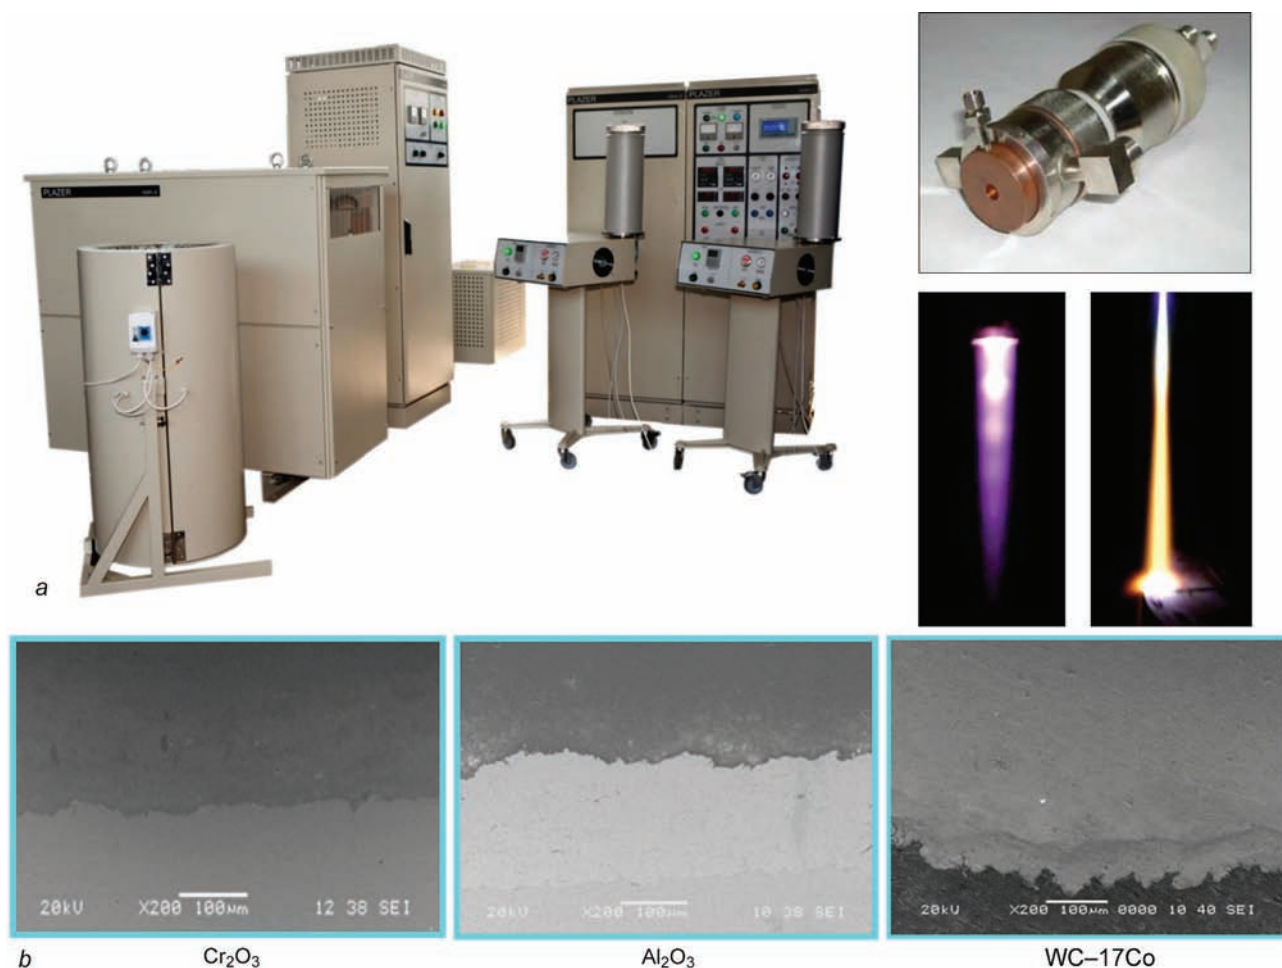 PLAZER
PLAZER
PLAZER
a
20kV X200 100µm 12 38 SEI
20kV X200 100µm 10 38 SEI
20kV X200 100µm 0000 10 40 SEI
b
Cr₂O₃
Al₂O₃
WC–17Co